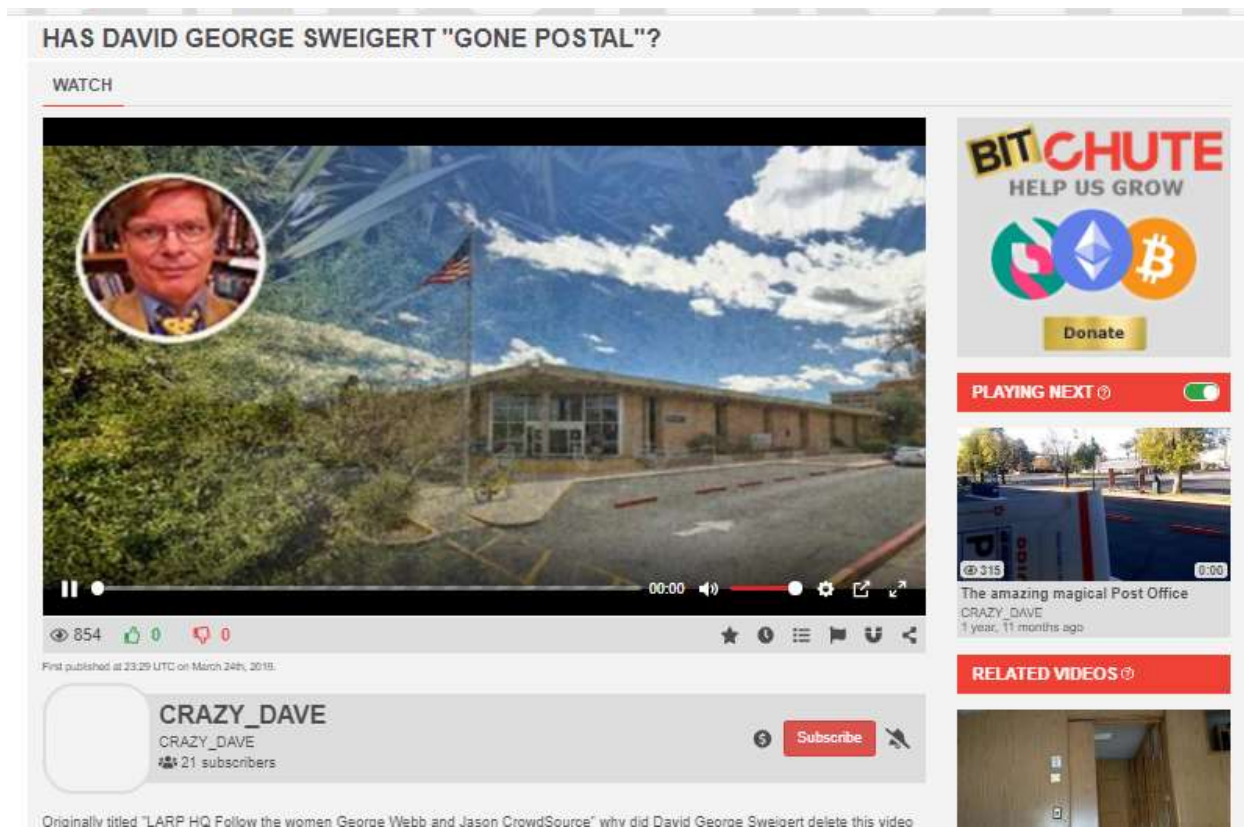 HAS DAVID GEORGE SWEIGERT "GONE POSTAL"?
WATCH
00:00
854 0 0
First published at 23:29 UTC on March 24th, 2019.
CRAZY_DAVE
CRAZY_DAVE
21 subscribers
Subscribe
Originally titled "LARP HQ Follow the women George Webb and Jason CrowdSource" why did David George Sweigert delete this video
BITCHUTE
HELP US GROW
Donate
PLAYING NEXT
315
0:00
The amazing magical Post Office
CRAZY_DAVE
1 year, 11 months ago
RELATED VIDEOS